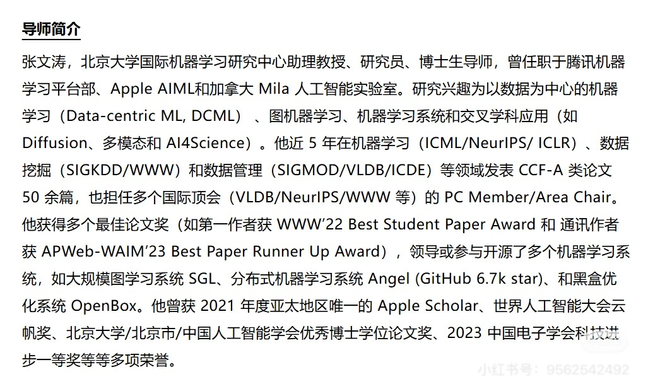 导师简介
张文涛，北京大学国际机器学习研究中心助理教授、研究员、博士生导师，曾任职于腾讯机器
学习平台部、Apple AIML和加拿大 Mila 人工智能实验室。研究兴趣为以数据为中心的机器
学习（Data-centric ML, DCML）、图机器学习、机器学习系统和交叉学科应用（如
Diffusion、多模态和 AI4Science）。他近 5 年在机器学习（ICML/NeurIPS/ ICLR）、数据
挖掘（SIGKDD/WWW）和数据管理（SIGMOD/VLDB/ICDE）等领域发表 CCF-A 类论文
50 余篇，也担任多个国际顶会（VLDB/NeurIPS/WWW 等）的 PC Member/Area Chair。
他获得多个最佳论文奖（如第一作者获 WWW’22 Best Student Paper Award 和 通讯作者
获 APWeb-WAIM’23 Best Paper Runner Up Award），领导或参与开源了多个机器学习系
统，如大规模图学习系统 SGL、分布式机器学习系统 Angel (GitHub 6.7k star)、和黑盒优
化系统 OpenBox。他曾获 2021 年度亚太地区唯一的 Apple Scholar、世界人工智能大会云
帆奖、北京大学/北京市/中国人工智能学会优秀博士学位论文奖、2023 中国电子学会科技进
步一等奖等等多项荣誉。
小红书号：9562542492